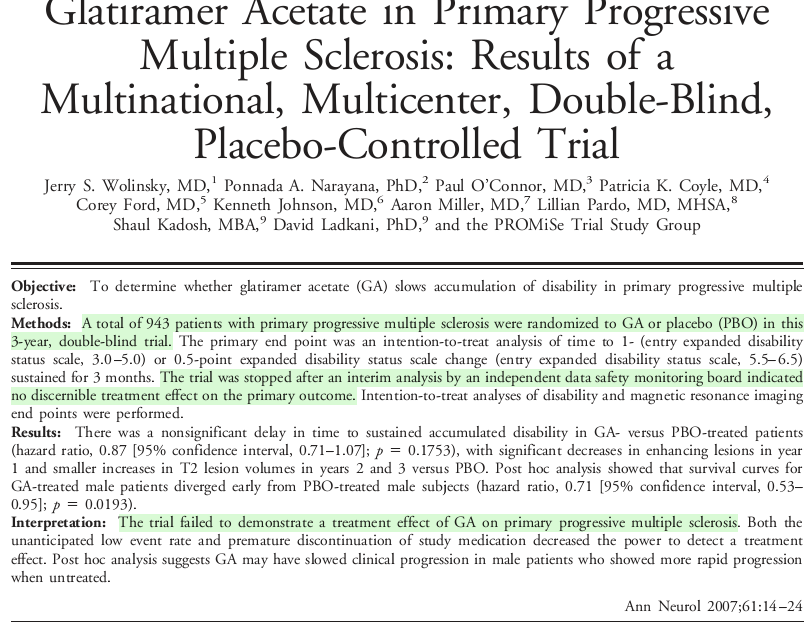 Glatiramer Acetate in Primary Progressive
Multiple Sclerosis: Results of a
Multinational, Multicenter, Double-Blind,
Placebo-Controlled Trial
Jerry S. Wolinsky, MD,1 Ponnada A. Narayana, PhD,2 Paul O'Connor, MD,3 Patricia K. Coyle, MD,4
Corey Ford, MD,5 Kenneth Johnson, MD,6 Aaron Miller, MD,7 Lillian Pardo, MD, MHSA,8
Shaul Kadosh, MBA,9 David Ladkani, PhD,9 and the PROMiSe Trial Study Group
Objective: To determine whether glatiramer acetate (GA) slows accumulation of disability in primary progressive multiple
sclerosis.
Methods: A total of 943 patients with primary progressive multiple sclerosis were randomized to GA or placebo (PBO) in this
3-year, double-blind trial. The primary end point was an intention-to-treat analysis of time to 1- (entry expanded disability
status scale, 3.0–5.0) or 0.5-point expanded disability status scale change (entry expanded disability status scale, 5.5–6.5)
sustained for 3 months. The trial was stopped after an interim analysis by an independent data safety monitoring board indicated
no discernible treatment effect on the primary outcome. Intention-to-treat analyses of disability and magnetic resonance imaging
end points were performed.
Results: There was a nonsignificant delay in time to sustained accumulated disability in GA- versus PBO-treated patients
(hazard ratio, 0.87 [95% confidence interval, 0.71–1.07]; p = 0.1753), with significant decreases in enhancing lesions in year
1 and smaller increases in T2 lesion volumes in years 2 and 3 versus PBO. Post hoc analysis showed that survival curves for
GA-treated male patients diverged early from PBO-treated male subjects (hazard ratio, 0.71 [95% confidence interval, 0.53–
0.95]; p = 0.0193).
Interpretation: The trial failed to demonstrate a treatment effect of GA on primary progressive multiple sclerosis. Both the
unanticipated low event rate and premature discontinuation of study medication decreased the power to detect a treatment
effect. Post hoc analysis suggests GA may have slowed clinical progression in male patients who showed more rapid progression
when untreated.
Ann Neurol 2007;61:14–24